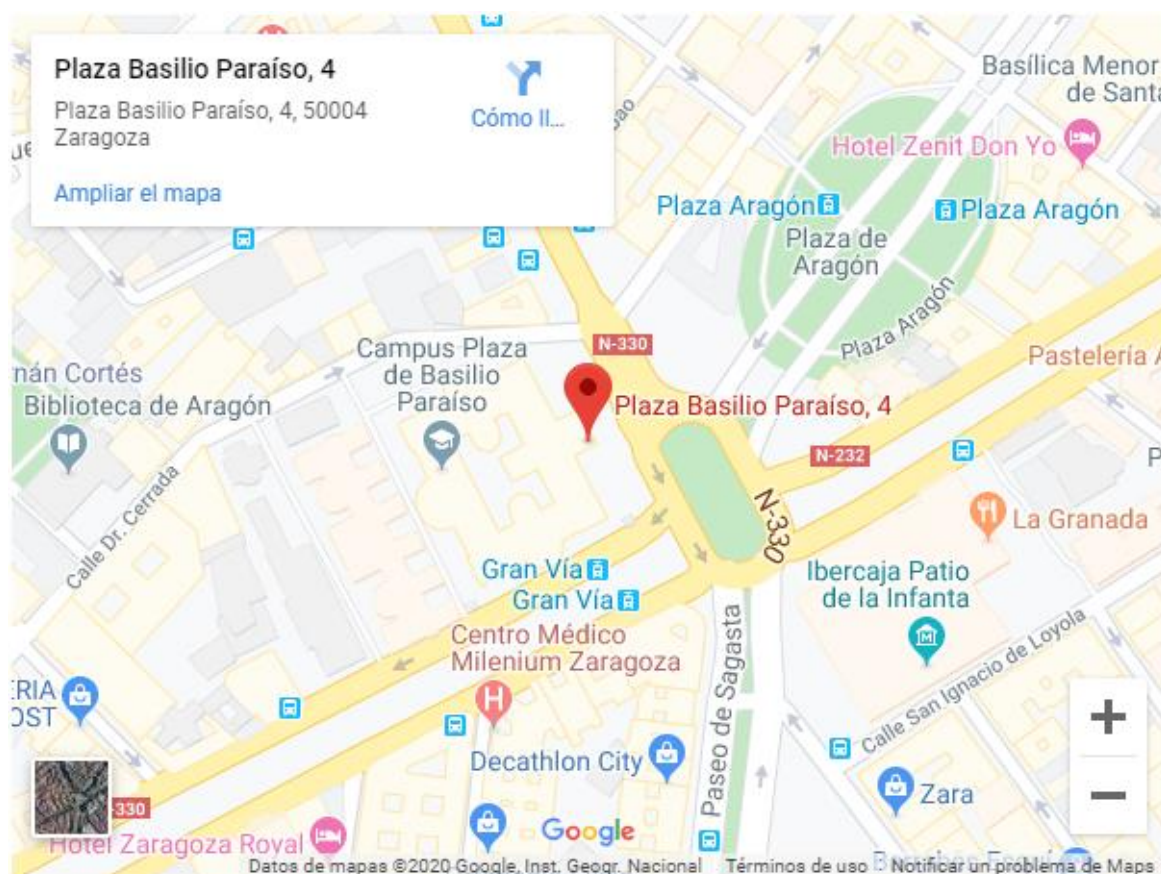 Plaza Basilio Paraíso, 4
Plaza Basilio Paraíso, 4, 50004
Zaragoza
Cómo ll...
Ampliar el mapa
Basílica Menor
de Santa
Hotel Zenit Don Yo
Plaza Aragón
Plaza Aragón
Plaza de
Aragón
Plaza Aragón
N-330
Campus Plaza
de Basilio
Paraíso
Pastelería A
nán Cortés
Biblioteca de Aragón
Plaza Basilio Paraíso, 4
N-232
N-330
Calle Dr. Cerrada
La Granada
Gran Vía
Gran Vía
Ibercaja Patio
de la Infanta
Centro Médico
Milenium Zaragoza
H
Paseo de Sagasta
Calle San Ignacio de Loyola
ERIA
OST
+
Decathlon City
Zara
−
-330
Google
Hotel Zaragoza Royal
Datos de mapas ©2020 Google, Inst. Geogr. Nacional
Términos de uso
Notificar un problema de Maps